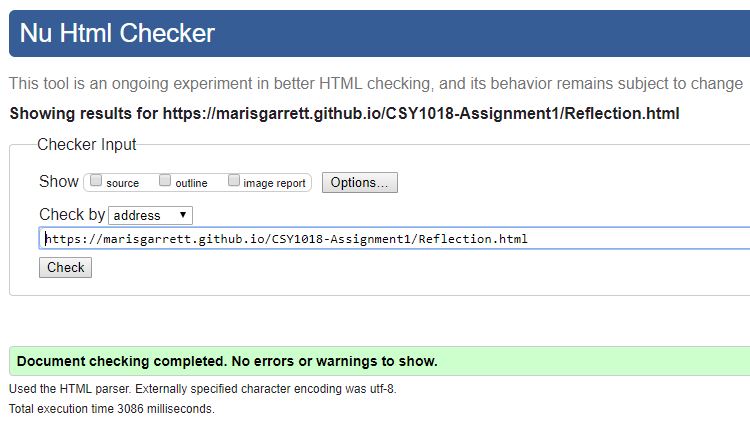 Nu Html Checker
This tool is an ongoing experiment in better HTML checking, and its behavior remains subject to change
Showing results for https://marisgarrett.github.io/CSY1018-Assignment1/Reflection.html
Checker Input
Show source outline image report Options...
Check by address
https://marisgarrett.github.io/CSY1018-Assignment1/Reflection.html
Check
Document checking completed. No errors or warnings to show.
Used the HTML parser. Externally specified character encoding was utf-8.
Total execution time 3086 milliseconds.